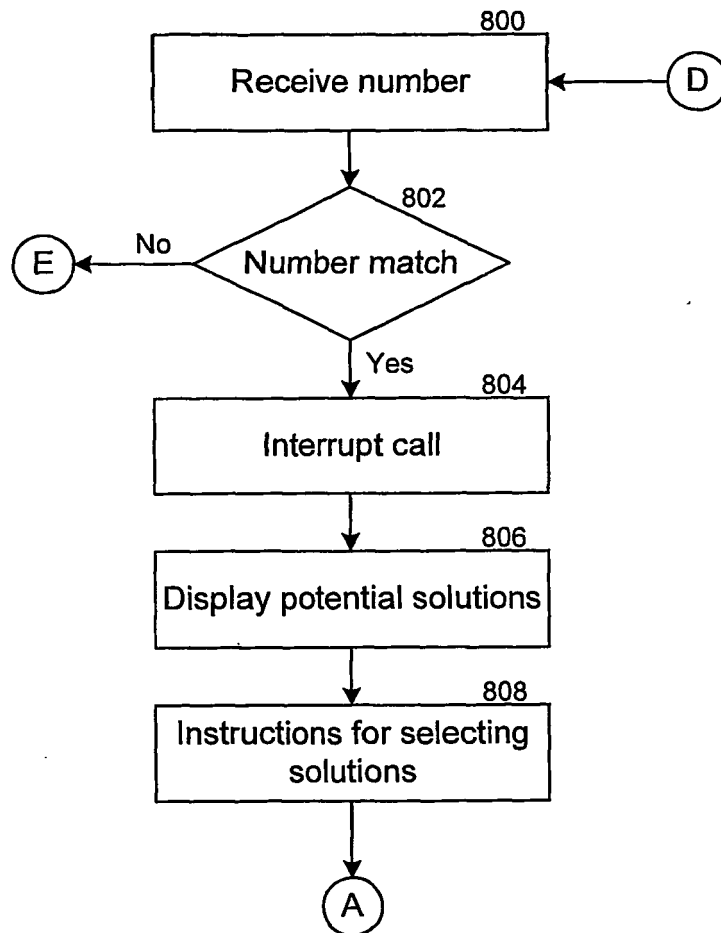 800
Receive number
D
802
Number match
No
E
Yes
804
Interrupt call
806
Display potential solutions
808
Instructions for selecting
solutions
A